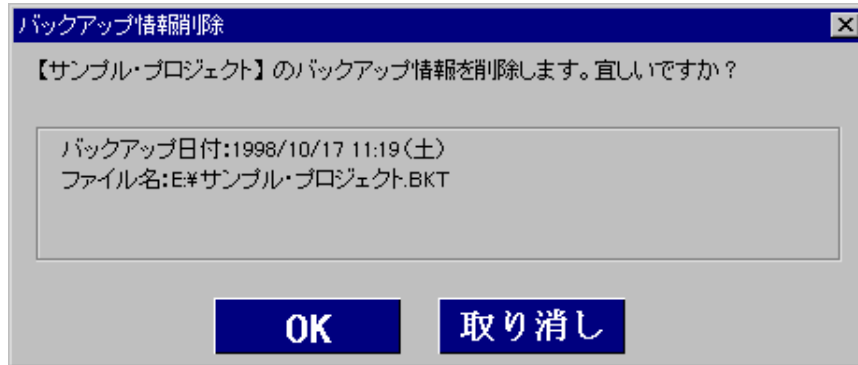 バックアップ情報削除
【サンプル・プロジェクト】のバックアップ情報を削除します。宜しいですか？
バックアップ日付:1998/10/17 11:19(土)
ファイル名:E:¥サンプル・プロジェクト.BKT
OK
取り消し